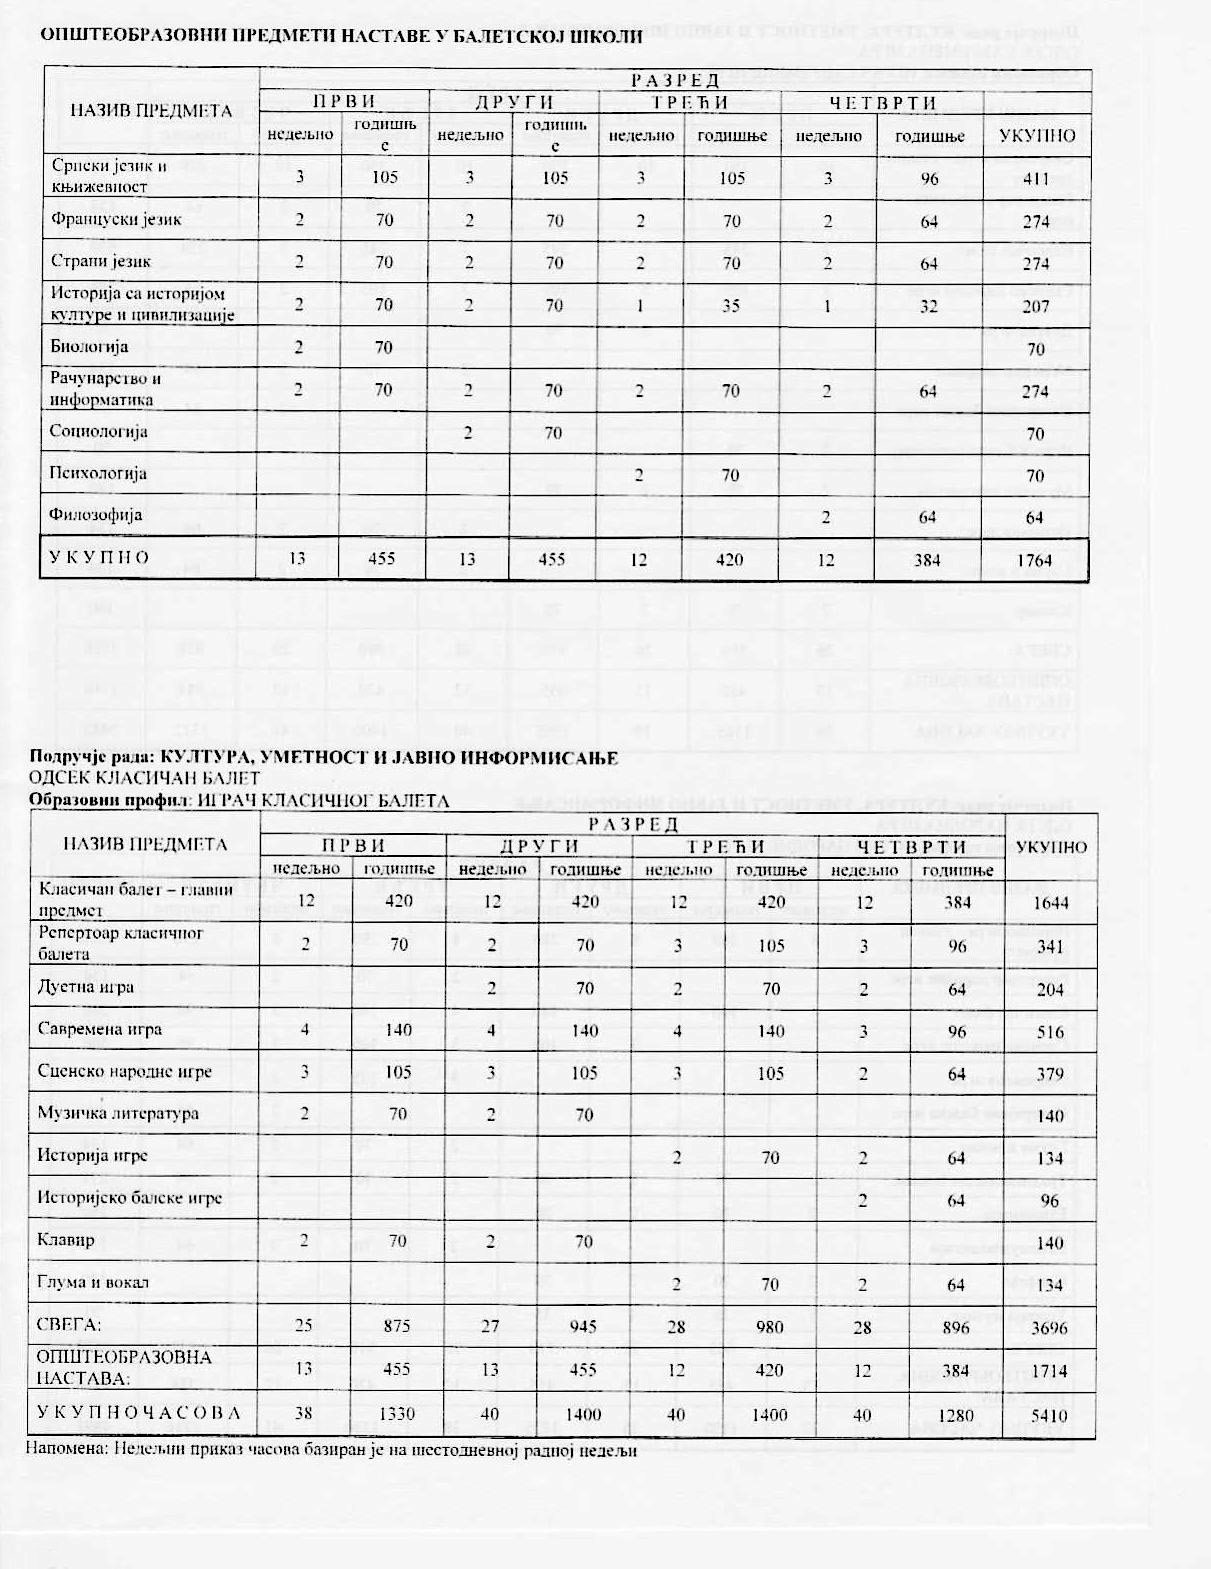 ОПШТЕОБРАЗОВНИ ПРЕДМЕТИ НАСТАВЕ У БАЛЕТСКОЈ ШКОЛИ
НАЗИВ ПРЕДМЕТА РАЗРЕД
ПРВИ ДРУГИ ТРЕЋИ ЧЕТВРТИ
недељно годишњ е недељно годишњ е недељно годишње недељно годишње УКУПНО
Српски језик и
књижевност 3 105 3 105 3 105 3 96 411
Француски језик 2 70 2 70 2 70 2 64 274
Страни језик 2 70 2 70 2 70 2 64 274
Историја са историјом
културе и цивилизације 2 70 2 70 1 35 1 32 207
Биологија 2 70 70
Рачунарство и
информатика 2 70 2 70 2 70 2 64 274
Социологија 2 70 70
Психологија 2 70 70
Филозофија 2 64 64
УКУПНО 13 455 13 455 12 420 12 384 1764
Подручје рада: КУЛТУРА, УМЕТНОСТ И ЈАВНО ИНФОРМИСАЊЕ
ОДСЕК КЛАСИЧАН БАЛЕТ
Образовни профил: ИГРАЧ КЛАСИЧНОГ БАЛЕТА
НАЗИВ ПРЕДМЕТА РАЗРЕД УКУПНО
ПРВИ ДРУГИ ТРЕЋИ ЧЕТВРТИ
недељно годишње недељно годишње недељно годишње недељно годишње
Класичан балет – главни
предмет 12 420 12 420 12 420 12 384 1644
Репертоар класичног
балета 2 70 2 70 3 105 3 96 341
Дуетна игра 2 70 2 70 2 64 204
Савремена игра 4 140 4 140 4 140 3 96 516
Сценско народне игре 3 105 3 105 3 105 2 64 379
Музичка литература 2 70 2 70 140
Историја игре 2 70 2 64 134
Историјско балске игре 2 64 96
Клавир 2 70 2 70 140
Глума и вокал 2 70 2 64 134
СВЕГА: 25 875 27 945 28 980 28 896 3696
ОПШТЕОБРАЗОВНА
НАСТАВА: 13 455 13 455 12 420 12 384 1714
УКУПНО ЧАСОВА 38 1330 40 1400 40 1400 40 1280 5410
Напомена: Недељни приказ часова базиран је на шестодневној радној недељи